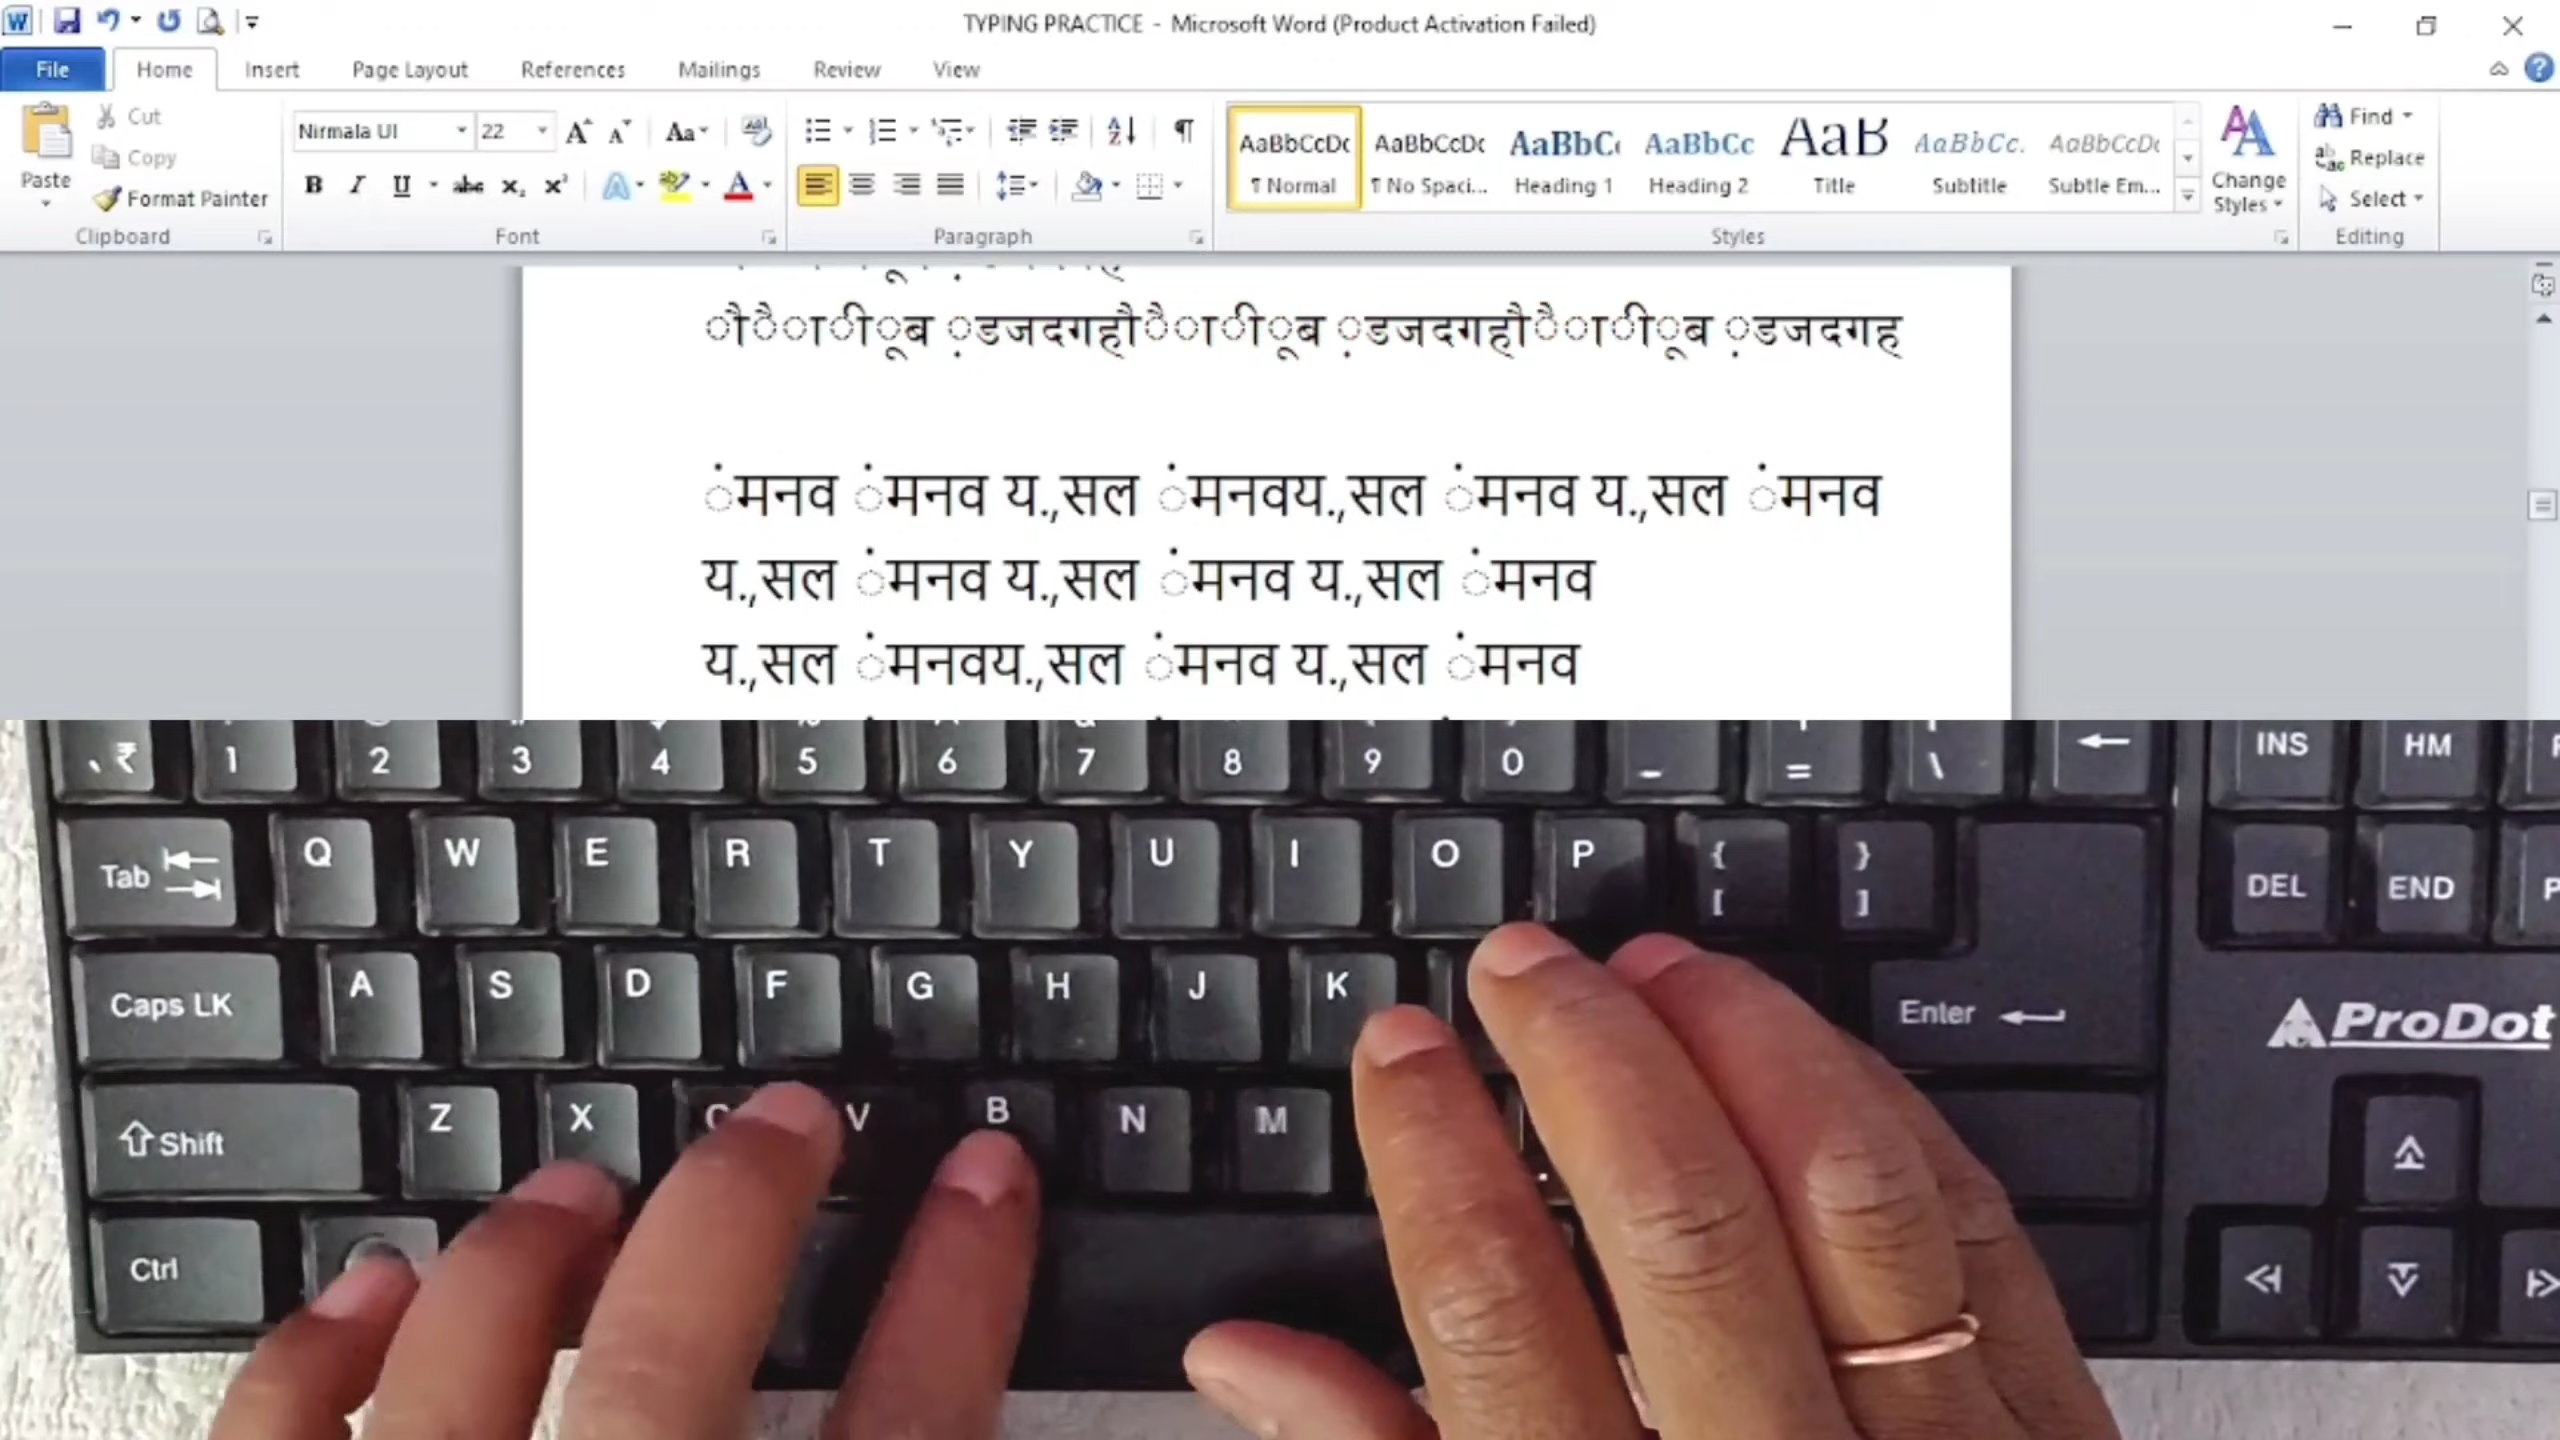 TYPING PRACTICE - Microsoft Word (Product Activation Failed)
File Home Insert Page Layout References Mailings Review View
Paste
Cut
Copy
Format Painter
Clipboard
Nirmala UI 22
Font
Paragraph
AaBbCcDc AaBbCcDc AaBbC AaBbCc AaB AaBbCc. AaBbCcDc
¶ Normal ¶ No Spaci... Heading 1 Heading 2 Title Subtitle Subtle Em...
Change Styles
Styles
Find
Replace
Select
Editing
ौैाीूब ़डजदगहौैाीूब ़डजदगहौैाीूब ़डजदगह
ंमनव ंमनव य.,सल ंमनवय.,सल ंमनव य.,सल ंमनव
य.,सल ंमनव य.,सल ंमनव य.,सल ंमनव
य.,सल ंमनवय.,सल ंमनव य.,सल ंमनव
₹ 1 2 3 4 5 6 7 8 9 0 _ = \ INS HM
Tab Q W E R T Y U I O P { [ } ] DEL END
Caps LK A S D F G H J K Enter ProDot
Shift Z X C V B N M
Ctrl